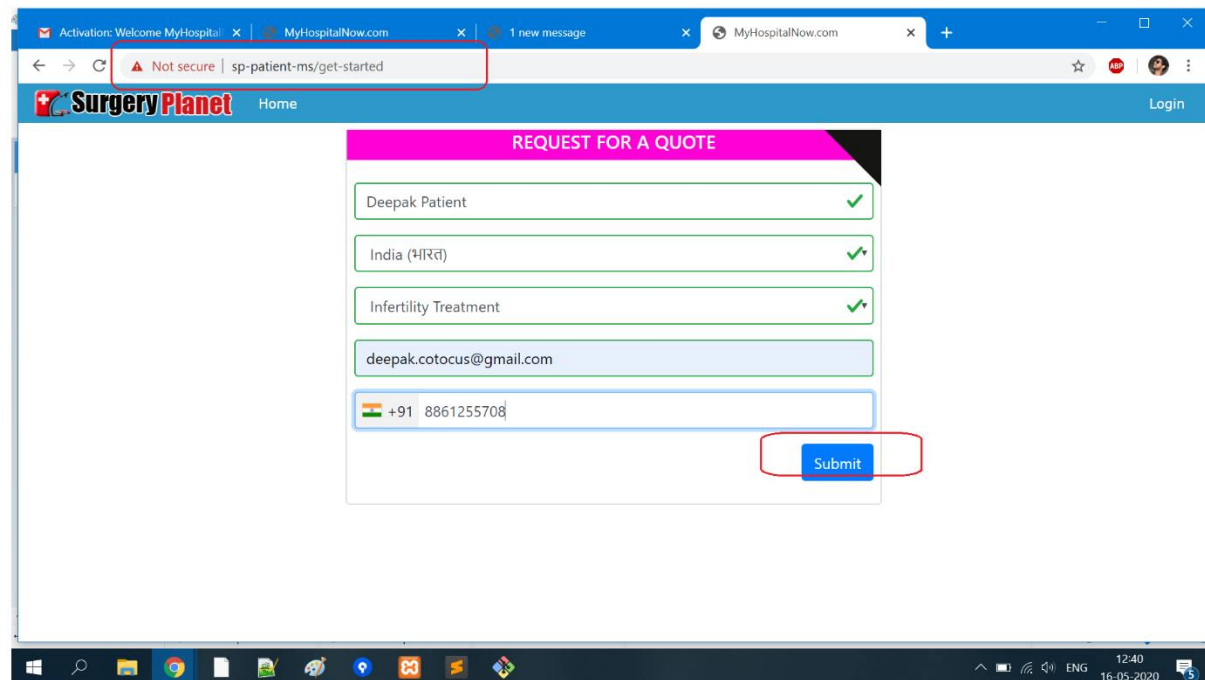 Activation: Welcome MyHospital
MyHospitalNow.com
1 new message
MyHospitalNow.com
Not secure | sp-patient-ms/get-started
ABP
Surgery Planet
Home
Login
REQUEST FOR A QUOTE
Deepak Patient
India (भारत)
Infertility Treatment
deepak.cotocus@gmail.com
+91 8861255708
Submit
ENG
12:40
16-05-2020
5